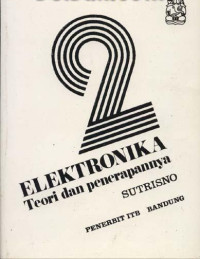 2
ELEKTRONIKA
Teori dan penerapannya
SUTRISNO
PENERBIT ITB BANDUNG